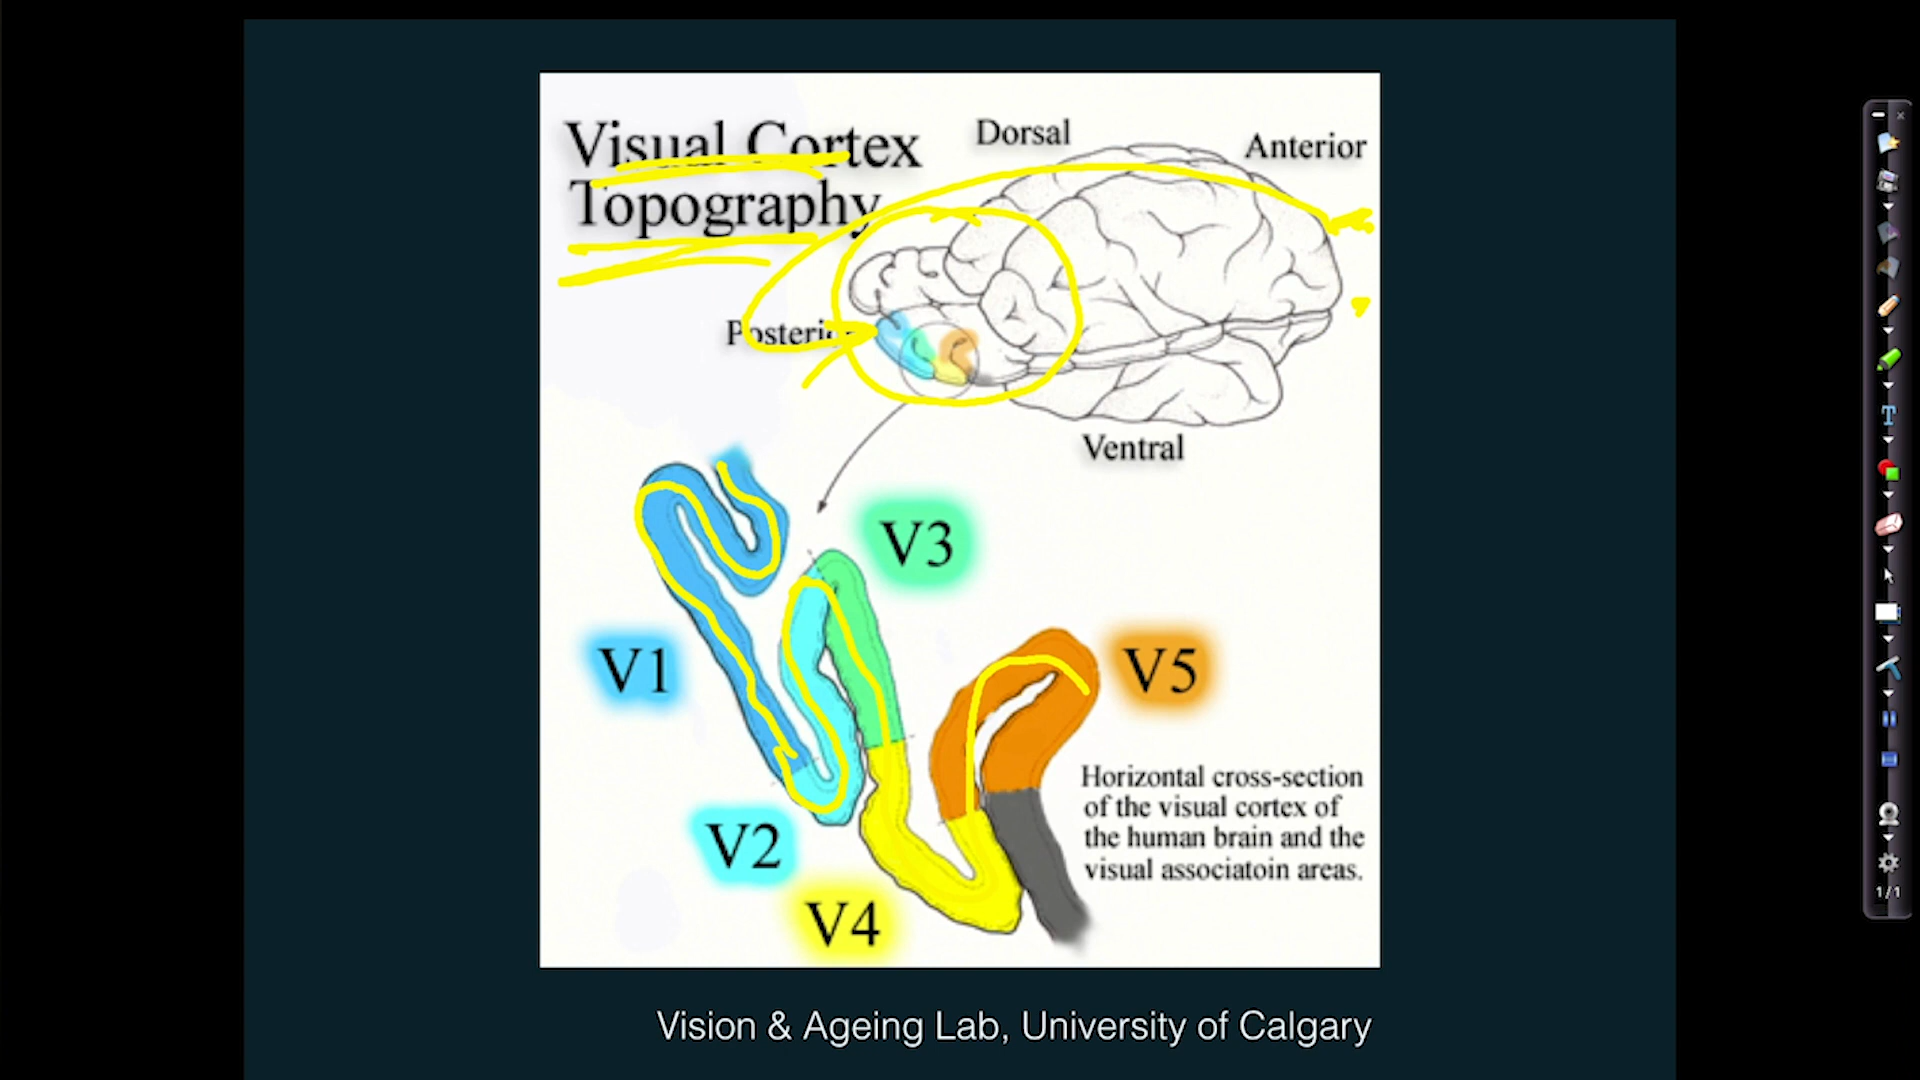 Visual Cortex
Topography
Dorsal
Anterior
Posterior
Ventral
V3
V1
V5
Horizontal cross-section
of the visual cortex of
the human brain and the
visual associatoin areas.
V2
V4
Vision & Ageing Lab, University of Calgary
T
1/1